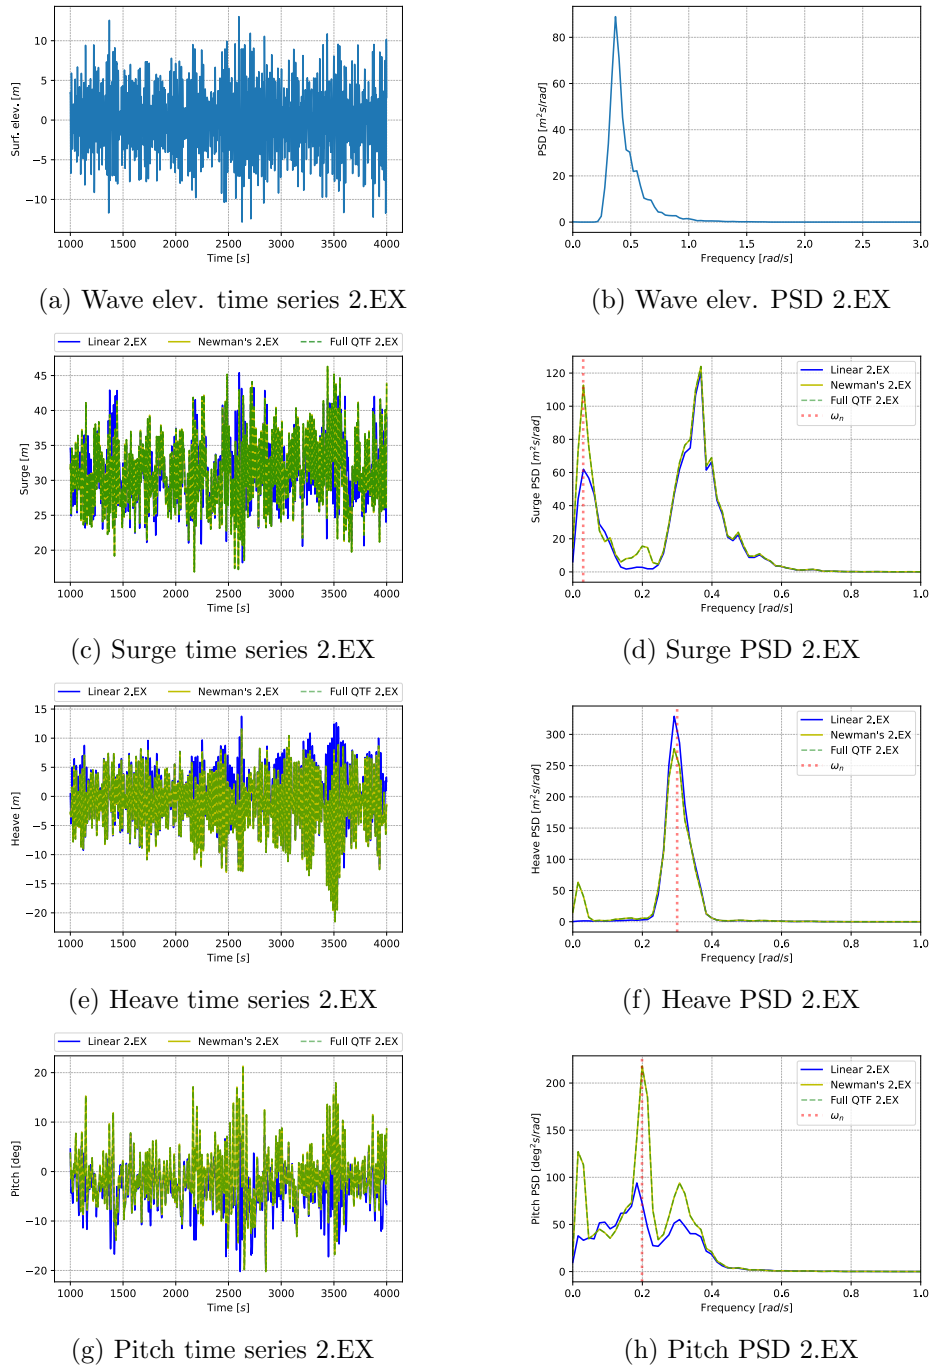 10
5
0
−5
−10
Surf. elev. [m]
1000 1500 2000 2500 3000 3500 4000
Time [s]
(a) Wave elev. time series 2.EX
80
60
40
20
0
PSD [m²s/rad]
0.0 0.5 1.0 1.5 2.0 2.5 3.0
Frequency [rad/s]
(b) Wave elev. PSD 2.EX
Linear 2.EX Newman's 2.EX Full QTF 2.EX
45
40
35
30
25
20
Surge [m]
1000 1500 2000 2500 3000 3500 4000
Time [s]
(c) Surge time series 2.EX
Linear 2.EX
Newman's 2.EX
Full QTF 2.EX
ωn
120
100
80
60
40
20
0
Surge PSD [m²s/rad]
0.0 0.2 0.4 0.6 0.8 1.0
Frequency [rad/s]
(d) Surge PSD 2.EX
Linear 2.EX Newman's 2.EX Full QTF 2.EX
15
10
5
0
−5
−10
−15
−20
Heave [m]
1000 1500 2000 2500 3000 3500 4000
Time [s]
(e) Heave time series 2.EX
Linear 2.EX
Newman's 2.EX
Full QTF 2.EX
ωn
300
250
200
150
100
50
0
Heave PSD [m²s/rad]
0.0 0.2 0.4 0.6 0.8 1.0
Frequency [rad/s]
(f) Heave PSD 2.EX
Linear 2.EX Newman's 2.EX Full QTF 2.EX
20
10
0
−10
−20
Pitch [deg]
1000 1500 2000 2500 3000 3500 4000
Time [s]
(g) Pitch time series 2.EX
Linear 2.EX
Newman's 2.EX
Full QTF 2.EX
ωn
200
150
100
50
0
Pitch PSD [deg²s/rad]
0.0 0.2 0.4 0.6 0.8 1.0
Frequency [rad/s]
(h) Pitch PSD 2.EX